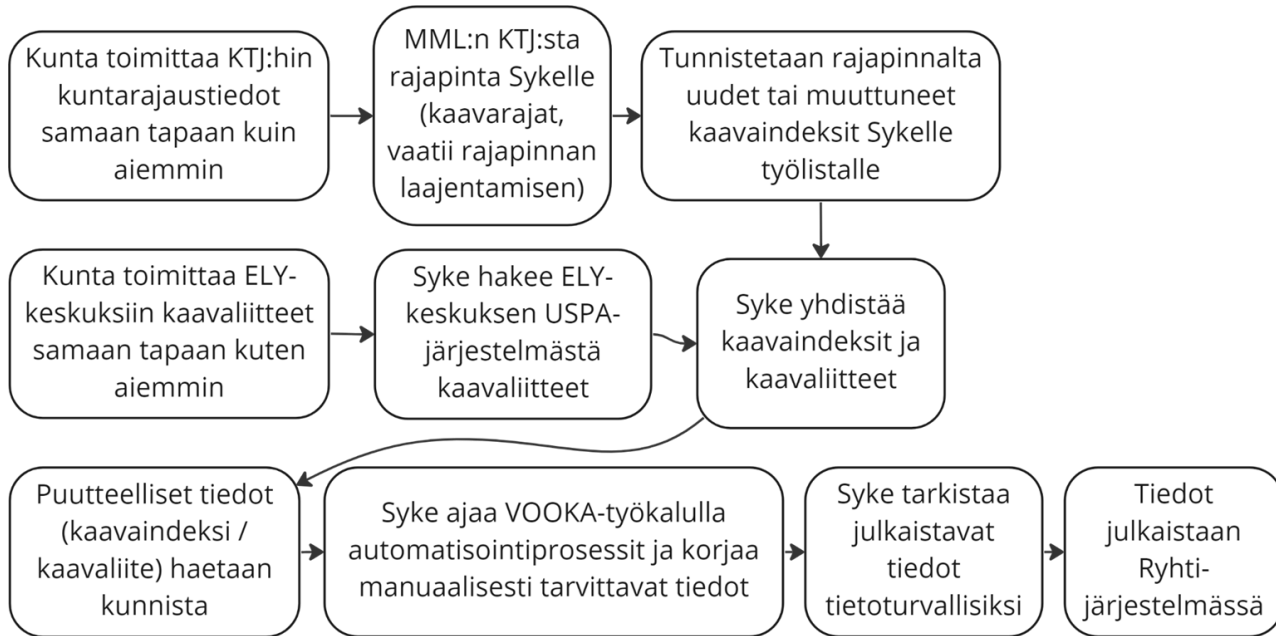 Kunta toimittaa KTJ:hin
kuntarajaustiedot
samaan tapaan kuin
aiemmin
MML:n KTJ:sta
rajapinta Sykelle
(kaavarajat,
vaatii rajapinnan
laajentamisen)
Tunnistetaan rajapinnalta
uudet tai muuttuneet
kaavaindeksit Sykelle
työlistalle
Kunta toimittaa ELY-
keskuksiin kaavaliitteet
samaan tapaan kuten
aiemmin
Syke hakee ELY-
keskuksen USPA-
järjestelmästä
kaavaliitteet
Syke yhdistää
kaavaindeksit ja
kaavaliitteet
Puutteelliset tiedot
(kaavaindeksi /
kaavaliite) haetaan
kunnista
Syke ajaa VOOKA-työkalulla
automatisointiprosessit ja korjaa
manuaalisesti tarvittavat tiedot
Syke tarkistaa
julkaistavat
tiedot
tietoturvallisiksi
Tiedot
julkaistaan
Ryhti-
järjestelmässä